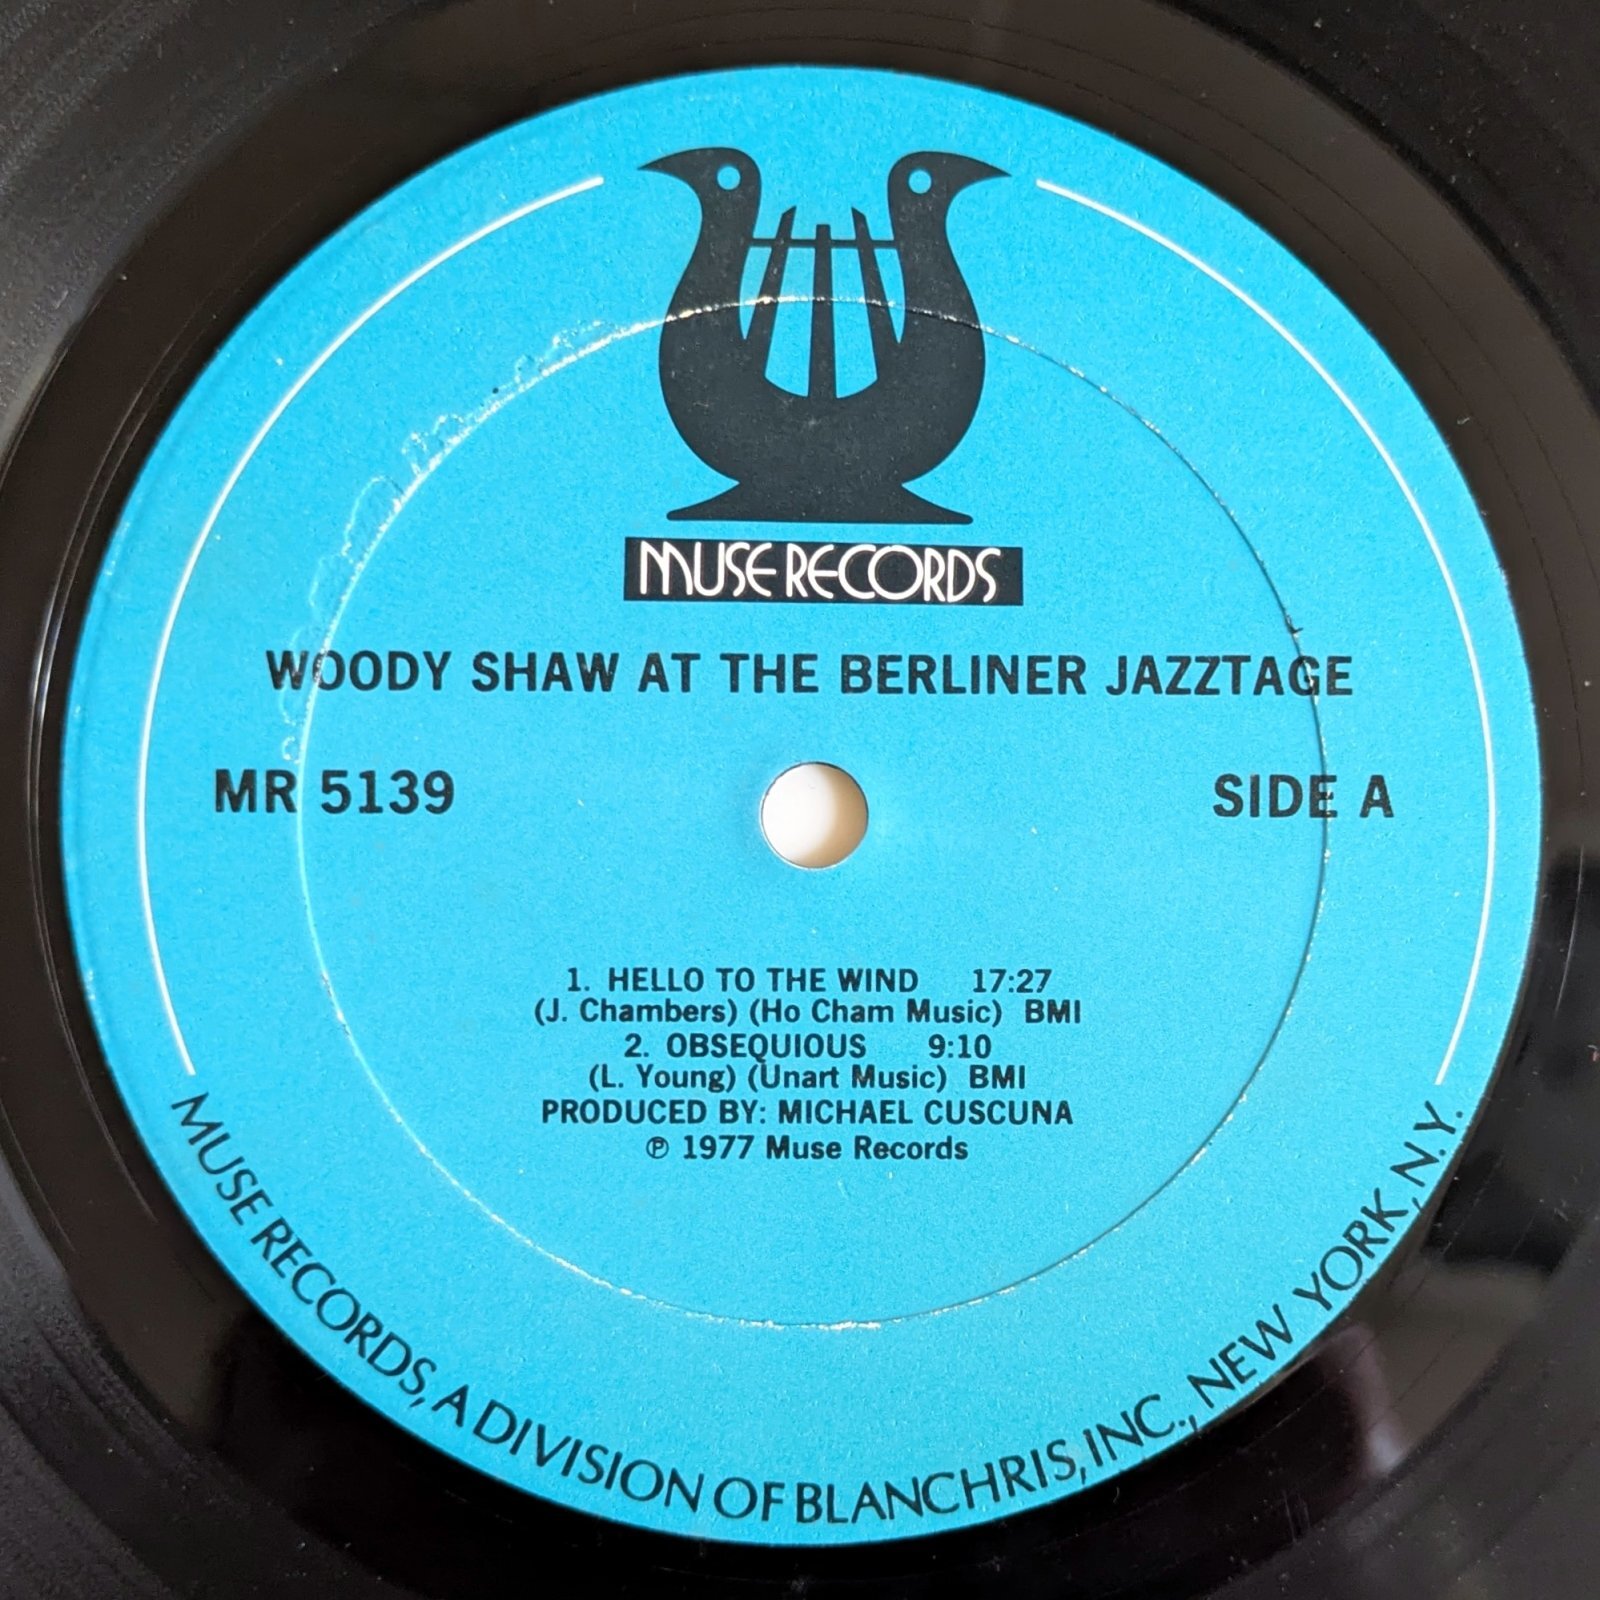 MUSE RECORDS
WOODY SHAW AT THE BERLINER JAZZTAGE
MR 5139
SIDE A
1. HELLO TO THE WIND 17:27
(J. Chambers) (Ho Cham Music) BMI
2. OBSEQUIOUS 9:10
(L. Young) (Unart Music) BMI
PRODUCED BY: MICHAEL CUSCUNA
℗ 1977 Muse Records
MUSE RECORDS, A DIVISION OF BLANCHRIS, INC., NEW YORK, N.Y.